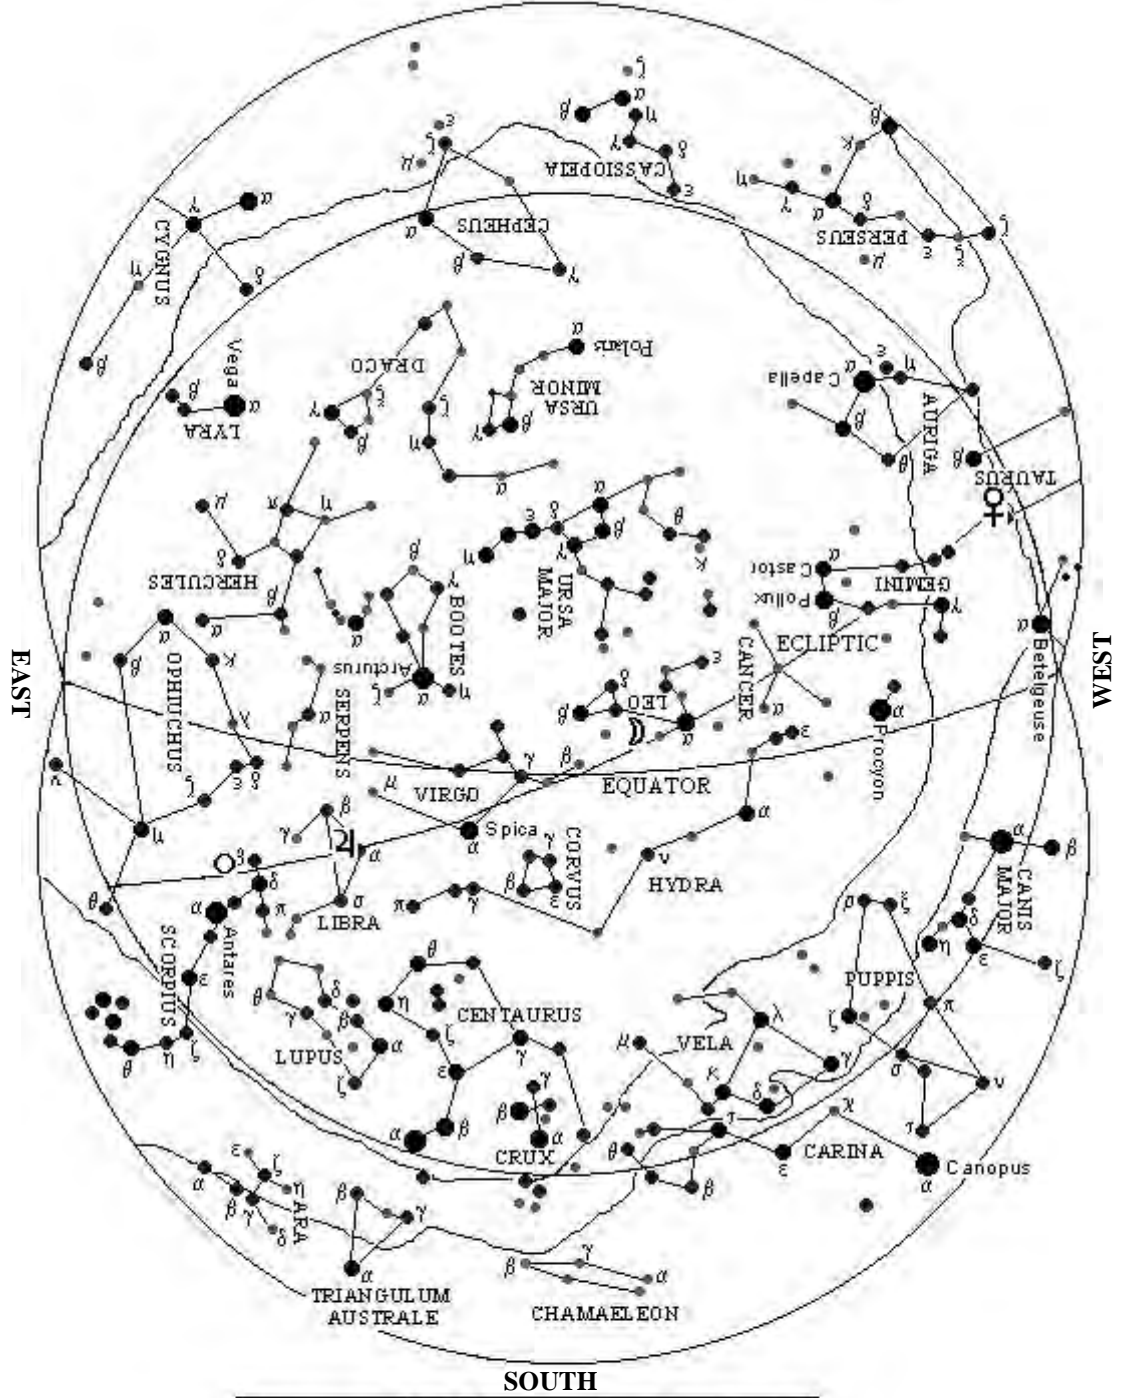 ζ
β α
η
ε
ζ
γ δ
CASSIOPEIA
μ
ε
β
κ
η
γ
α
δ
ζ
ε
ξ
PERSEUS
μ
γ
α
CYGNUS
η
δ
β
α
CEPHEUS
β
γ
α
Polaris
Vega
β
α
LYRA
DRACO
ξ
γ
β
ζ
η
α
URSA
MINOR
γ
β
ε
α
η
Capella
β
θ
AURIGA
β
TAURUS
μ
π
η
δ
HERCULES
β
α
β
γ
BOOTES
Arcturus
ζ
η
η
ε
δ
α
γ
β
θ
κ
URSA
MAJOR
α
Castor
Pollux
β
GEMINI
γ
ECLIPTIC
α
Betelgeuse
EAST
WEST
α
β
κ
OPHIUCHUS
λ
ζ
ε
δ
ν
η
θ
SERPENS
δ
ε
LEO
β
α
CANCER
α
α
Procyon
ε
μ
VIRGO
γ
β
EQUATOR
Spica
α
α
β
γ
α
σ
LIBRA
CORVUS
γ
β
ε
ν
HYDRA
π
γ
α
β
CANIS
MAJOR
δ
η
ε
ζ
β
δ
α
π
Antares
SCORPIUS
ε
ζ
η
θ
θ
δ
γ
β
α
ζ
LUPUS
θ
η
CENTAURUS
ζ
γ
ε
α
β
γ
β
α
CRUX
ρ
ξ
PUPPIS
ζ
π
σ
ν
τ
μ
VELA
λ
κ
δ
γ
χ
CARINA
ε
θ
β
Canopus
α
ε
ζ
α
η
β
γ
δ
ARA
β
γ
α
TRIANGULUM
AUSTRALE
β
γ
α
CHAMAELEON
SOUTH